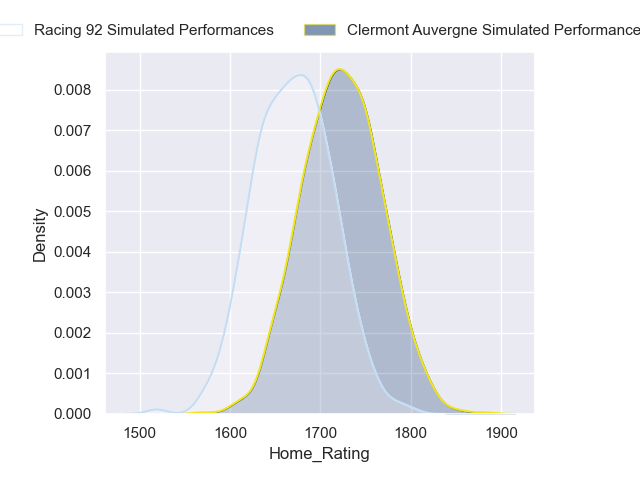 Racing 92 Simulated Performances Clermont Auvergne Simulated Performance
0.008
0.007
0.006
0.005
0.004
0.003
0.002
0.001
0.000
Density
1500 1600 1700 1800 1900
Home_Rating